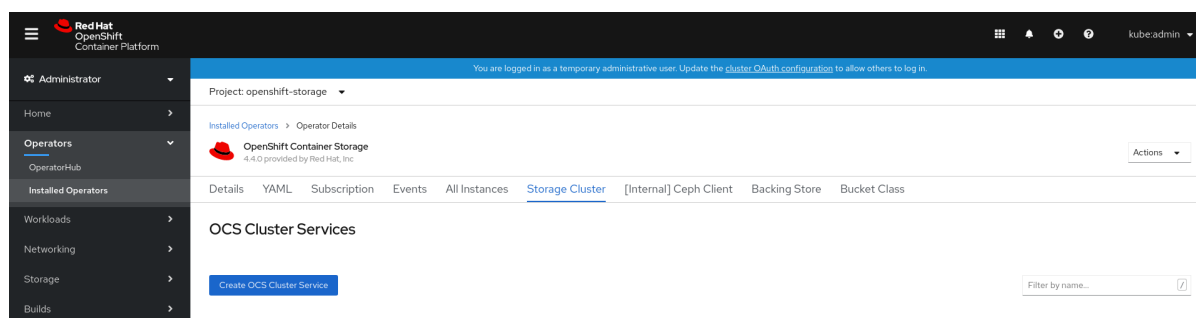 Red Hat
OpenShift
Container Platform
kube:admin
Administrator
You are logged in as a temporary administrative user. Update the cluster OAuth configuration to allow others to log in.
Project: openshift-storage
Home
Installed Operators > Operator Details
Operators
OpenShift Container Storage
4.4.0 provided by Red Hat, Inc
Actions
OperatorHub
Installed Operators
Details YAML Subscription Events All Instances Storage Cluster [Internal] Ceph Client Backing Store Bucket Class
Workloads
OCS Cluster Services
Networking
Storage
Create OCS Cluster Service
Filter by name... /
Builds